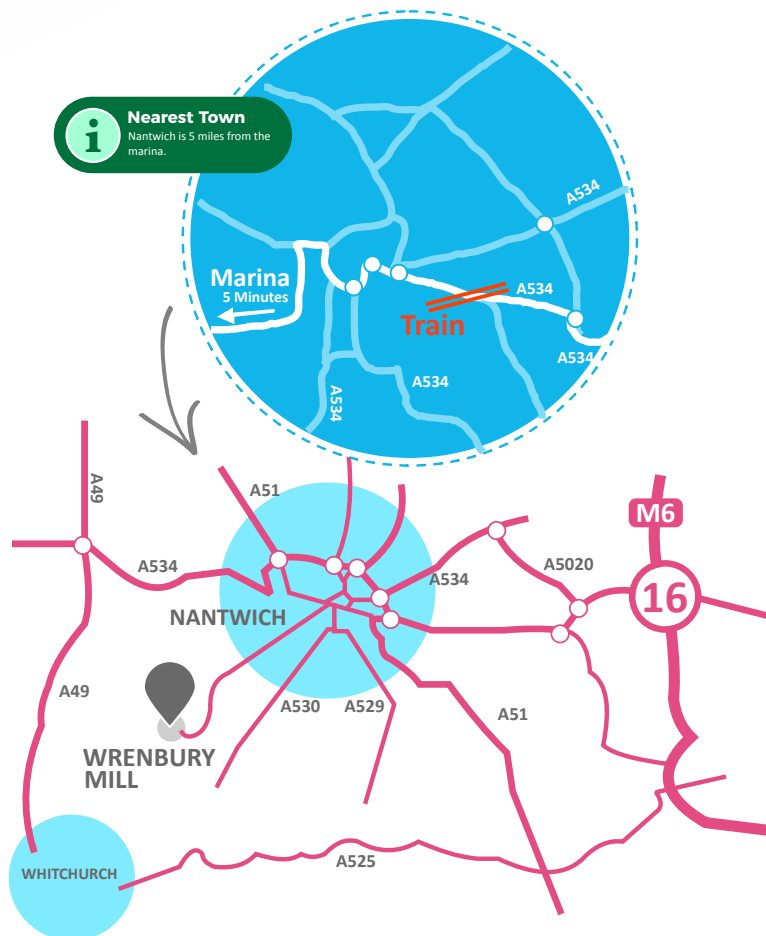 Nearest Town
Nantwich is 5 miles from the
marina.
i
A534
Marina
5 Minutes
A534
Train
A534
A534
A534
A49
A51
M6
A534
A534
A5020
16
NANTWICH
A49
A530
A529
A51
WRENBURY
MILL
A525
WHITCHURCH